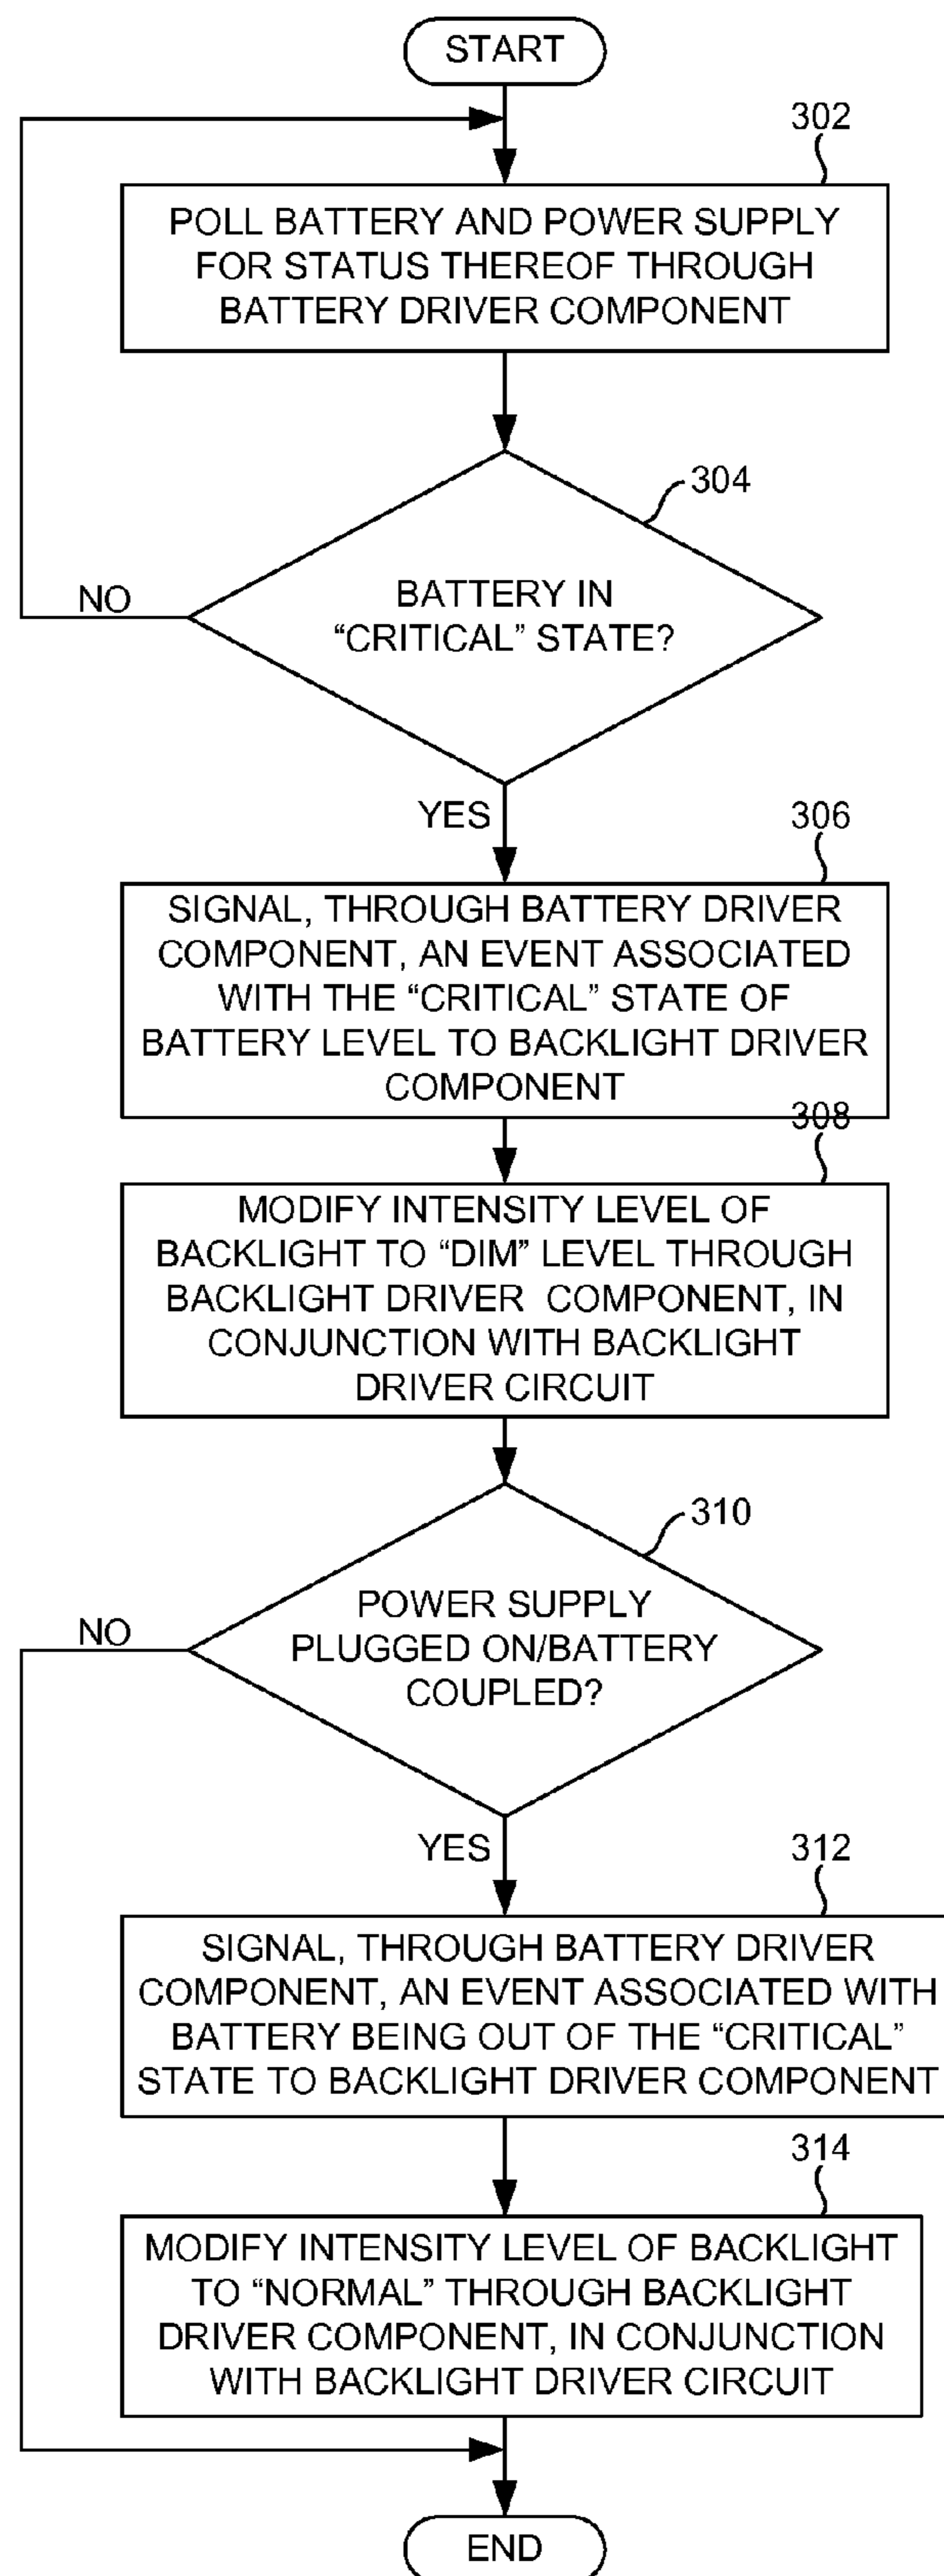 START
302
POLL BATTERY AND POWER SUPPLY
FOR STATUS THEREOF THROUGH
BATTERY DRIVER COMPONENT
304
BATTERY IN
“CRITICAL” STATE?
NO
YES
306
SIGNAL, THROUGH BATTERY DRIVER
COMPONENT, AN EVENT ASSOCIATED
WITH THE “CRITICAL” STATE OF
BATTERY LEVEL TO BACKLIGHT DRIVER
COMPONENT
308
MODIFY INTENSITY LEVEL OF
BACKLIGHT TO “DIM” LEVEL THROUGH
BACKLIGHT DRIVER COMPONENT, IN
CONJUNCTION WITH BACKLIGHT
DRIVER CIRCUIT
310
POWER SUPPLY
PLUGGED ON/BATTERY
COUPLED?
NO
YES
312
SIGNAL, THROUGH BATTERY DRIVER
COMPONENT, AN EVENT ASSOCIATED WITH
BATTERY BEING OUT OF THE “CRITICAL”
STATE TO BACKLIGHT DRIVER COMPONENT
314
MODIFY INTENSITY LEVEL OF BACKLIGHT
TO “NORMAL” THROUGH BACKLIGHT
DRIVER COMPONENT, IN CONJUNCTION
WITH BACKLIGHT DRIVER CIRCUIT
END